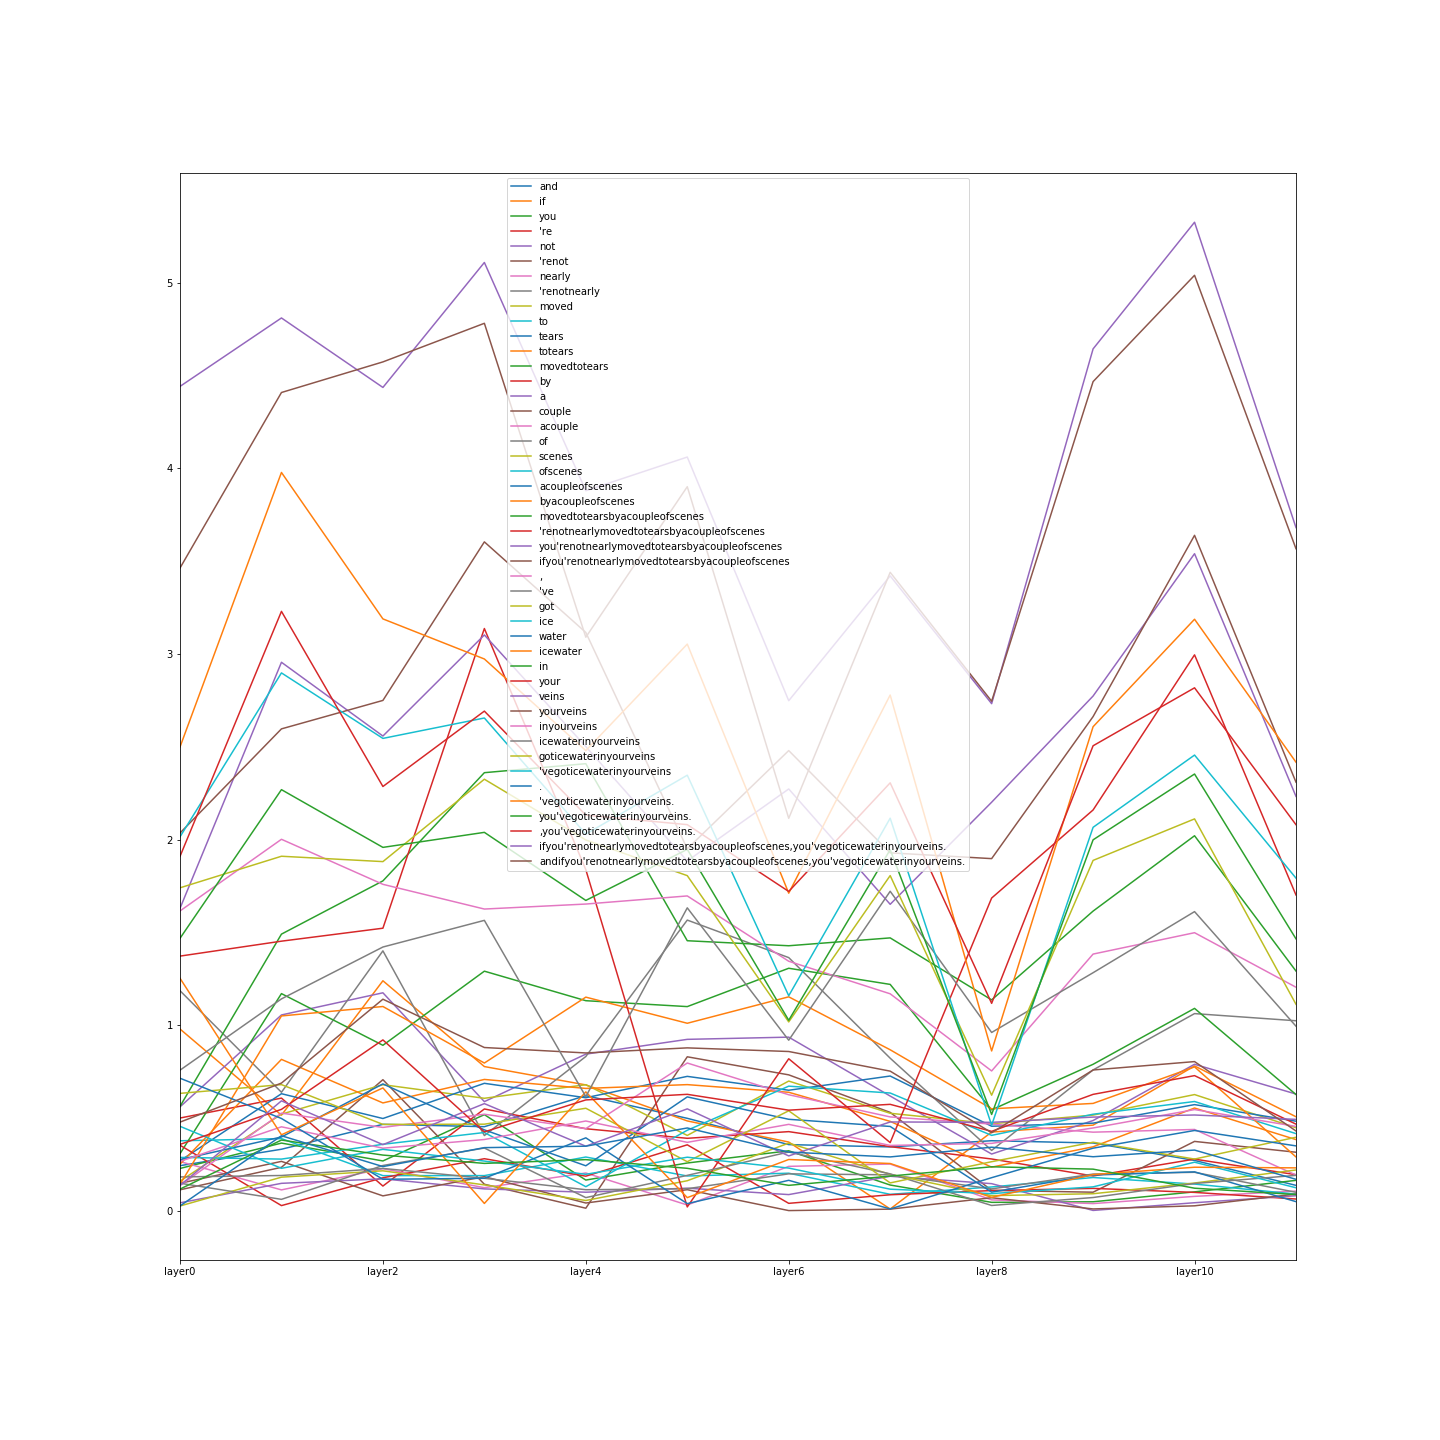 and
if
you
're
not
'renot
nearly
'renotnearly
moved
to
tears
totears
movedtotears
by
a
couple
acouple
of
scenes
ofscenes
acoupleofscenes
byacoupleofscenes
movedtotearsbyacoupleofscenes
'renotnearlymovedtotearsbyacoupleofscenes
you'renotnearlymovedtotearsbyacoupleofscenes
ifyou'renotnearlymovedtotearsbyacoupleofscenes
,
've
got
ice
water
icewater
in
your
veins
yourveins
inyourveins
icewaterinyourveins
goticewaterinyourveins
'vegoticewaterinyourveins
.
'vegoticewaterinyourveins.
you'vegoticewaterinyourveins.
,you'vegoticewaterinyourveins.
ifyou'renotnearlymovedtotearsbyacoupleofscenes,you'vegoticewaterinyourveins.
andifyou'renotnearlymovedtotearsbyacoupleofscenes,you'vegoticewaterinyourveins.
5
4
3
2
1
0
layer0 layer2 layer4 layer6 layer8 layer10